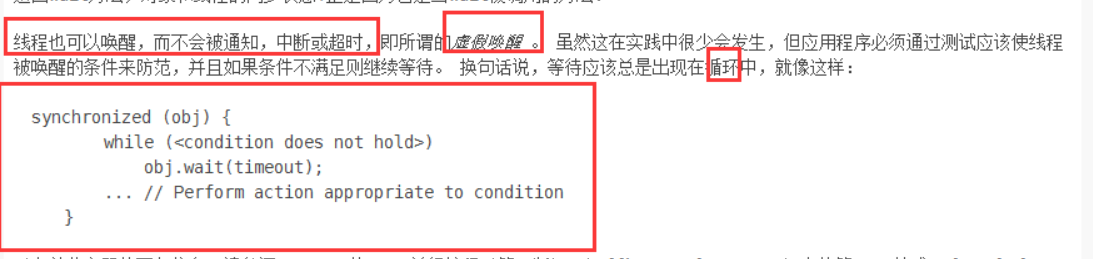 线程也可以唤醒，而不会被通知，中断或超时，即所谓的虚假唤醒 。 虽然这在实践中很少会发生，但应用程序必须通过测试应该使线程
被唤醒的条件来防范，并且如果条件不满足则继续等待。 换句话说，等待应该总是出现在循环中，就像这样：
synchronized (obj) {
while (<condition does not hold>)
obj.wait(timeout);
... // Perform action appropriate to condition
}